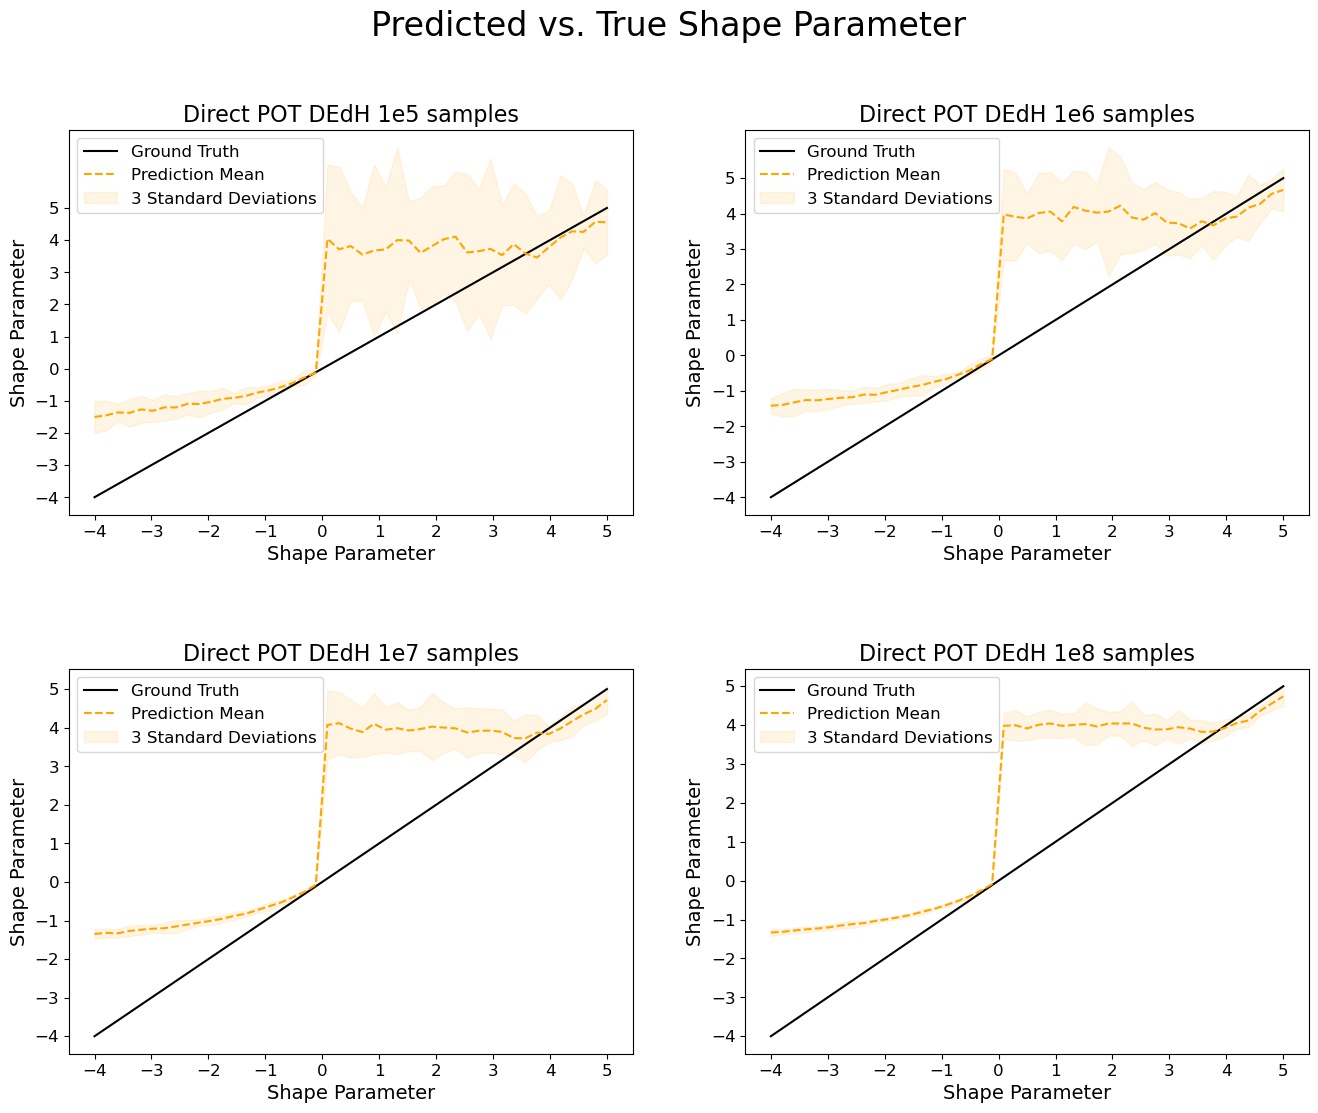 Predicted vs. True Shape Parameter
Direct POT DEdH 1e5 samples
Ground Truth
Prediction Mean
3 Standard Deviations
5
4
3
2
1
0
−1
−2
−3
−4
Shape Parameter
−4 −3 −2 −1 0 1 2 3 4 5
Shape Parameter
Direct POT DEdH 1e6 samples
Ground Truth
Prediction Mean
3 Standard Deviations
5
4
3
2
1
0
−1
−2
−3
−4
Shape Parameter
−4 −3 −2 −1 0 1 2 3 4 5
Shape Parameter
Direct POT DEdH 1e7 samples
Ground Truth
Prediction Mean
3 Standard Deviations
5
4
3
2
1
0
−1
−2
−3
−4
Shape Parameter
−4 −3 −2 −1 0 1 2 3 4 5
Shape Parameter
Direct POT DEdH 1e8 samples
Ground Truth
Prediction Mean
3 Standard Deviations
5
4
3
2
1
0
−1
−2
−3
−4
Shape Parameter
−4 −3 −2 −1 0 1 2 3 4 5
Shape Parameter